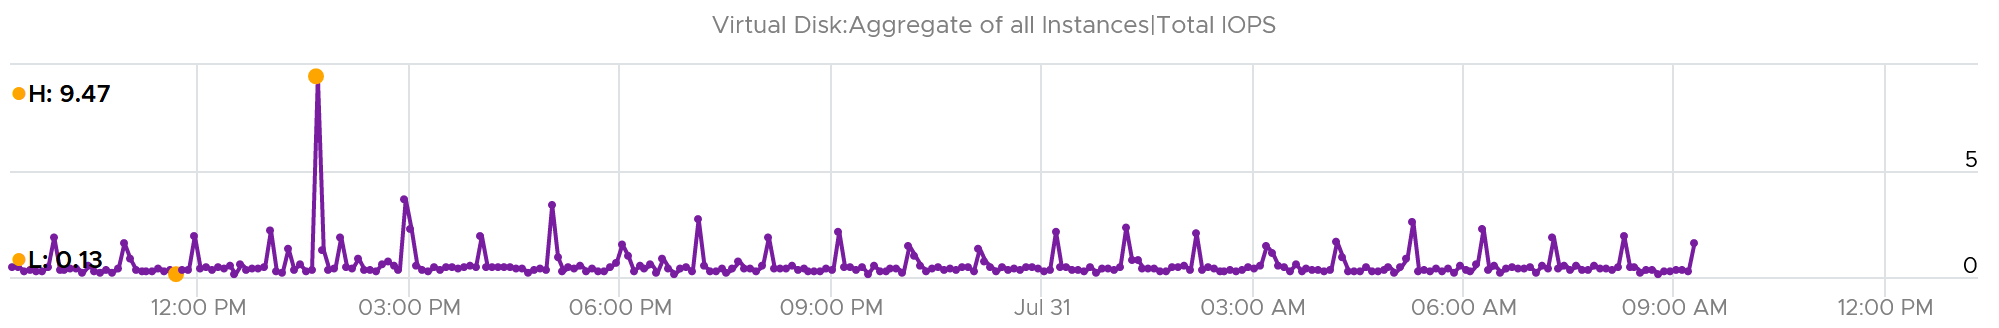 Virtual Disk:Aggregate of all Instances|Total IOPS
H: 9.47
5
L: 0.13
0
12:00 PM 03:00 PM 06:00 PM 09:00 PM Jul 31 03:00 AM 06:00 AM 09:00 AM 12:00 PM